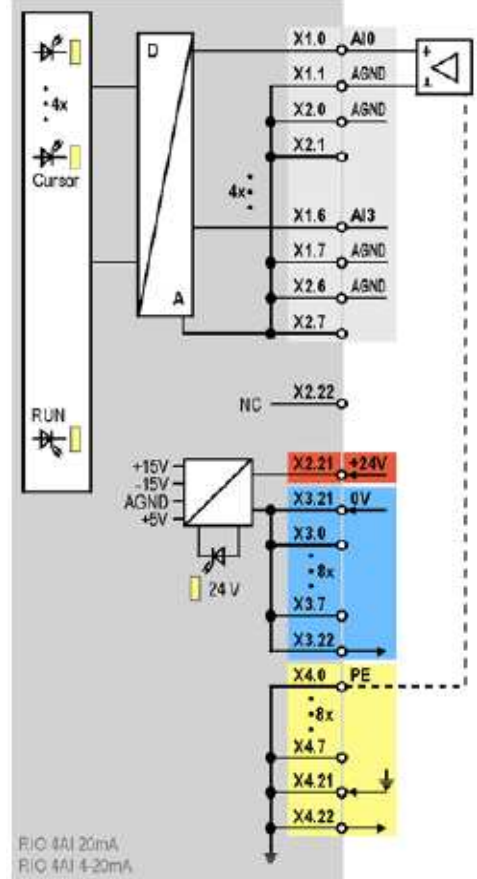 X1.0 AI0
D
X1.1 AGND
4x
X2.0 AGND
X2.1
Cursor
4x
X1.6 AI3
X1.7 AGND
A
X2.6 AGND
X2.7
NC X2.22
RUN
+15V
X2.21 +24V
-15V
AGND
X3.21 0V
+5V
X3.0
8x
24 V
X3.7
X3.22
X4.0 PE
8x
X4.7
X4.21
X4.22
RIO 4AI 20mA
RIO 4AI 4-20mA